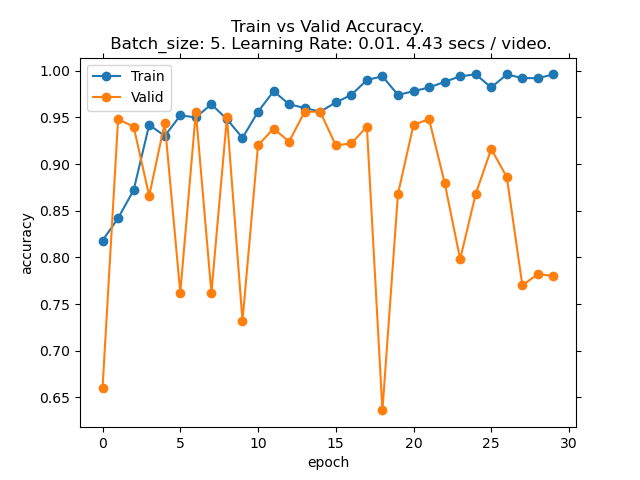 Train vs Valid Accuracy.
Batch_size: 5. Learning Rate: 0.01. 4.43 secs / video.
Train
Valid
1.00
0.95
0.90
0.85
0.80
0.75
0.70
0.65
accuracy
0 5 10 15 20 25 30
epoch